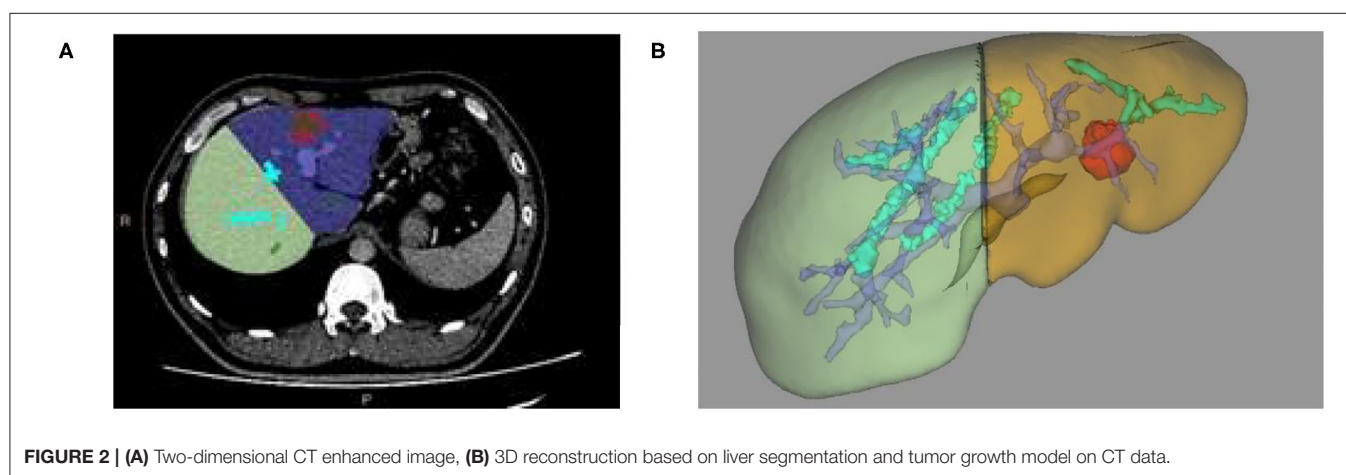 A
B
R
P
FIGURE 2 | (A) Two-dimensional CT enhanced image, (B) 3D reconstruction based on liver segmentation and tumor growth model on CT data.